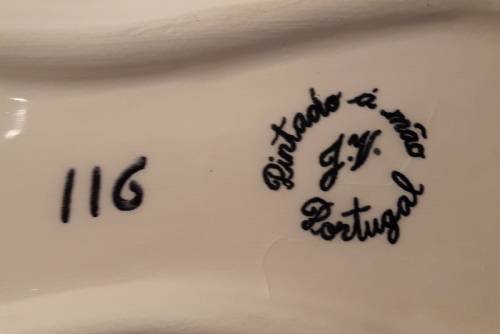 116
Pintado á mão
J.V.
Portugal